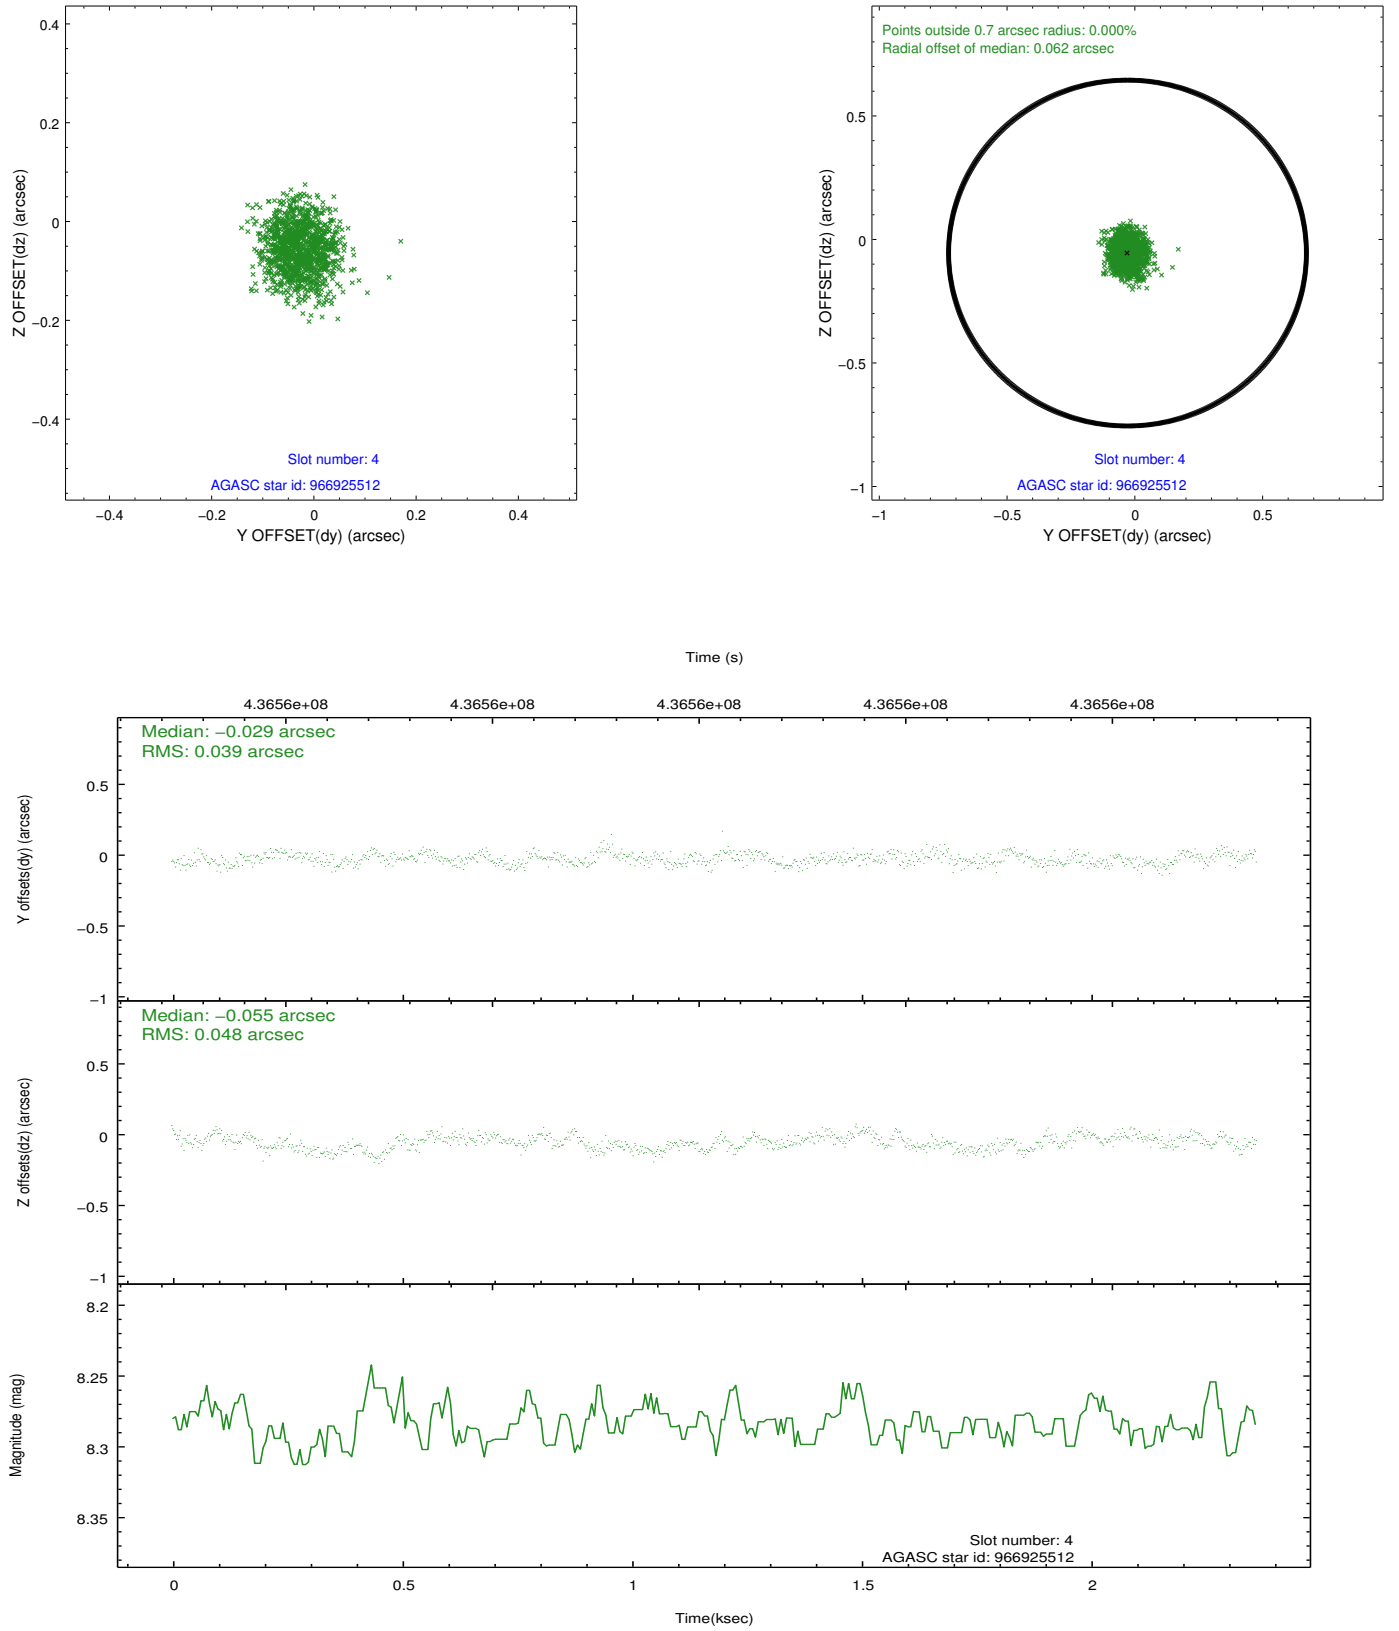 0.4
0.2
0
−0.2
−0.4
Z OFFSET(dz) (arcsec)
Slot number: 4
AGASC star id: 966925512
−0.4
−0.2
0
0.2
0.4
Y OFFSET(dy) (arcsec)
Points outside 0.7 arcsec radius: 0.000%
Radial offset of median: 0.062 arcsec
0.5
0
−0.5
−1
Z OFFSET(dz) (arcsec)
Slot number: 4
AGASC star id: 966925512
−1
−0.5
0
0.5
Y OFFSET(dy) (arcsec)
Time (s)
4.3656e+08
4.3656e+08
4.3656e+08
4.3656e+08
4.3656e+08
Median: −0.029 arcsec
RMS: 0.039 arcsec
0.5
0
−0.5
−1
Y offsets(dy) (arcsec)
Median: −0.055 arcsec
RMS: 0.048 arcsec
0.5
0
−0.5
−1
Z offsets(dz) (arcsec)
8.2
8.25
8.3
8.35
Magnitude (mag)
Slot number: 4
AGASC star id: 966925512
0
0.5
1
1.5
2
Time(ksec)